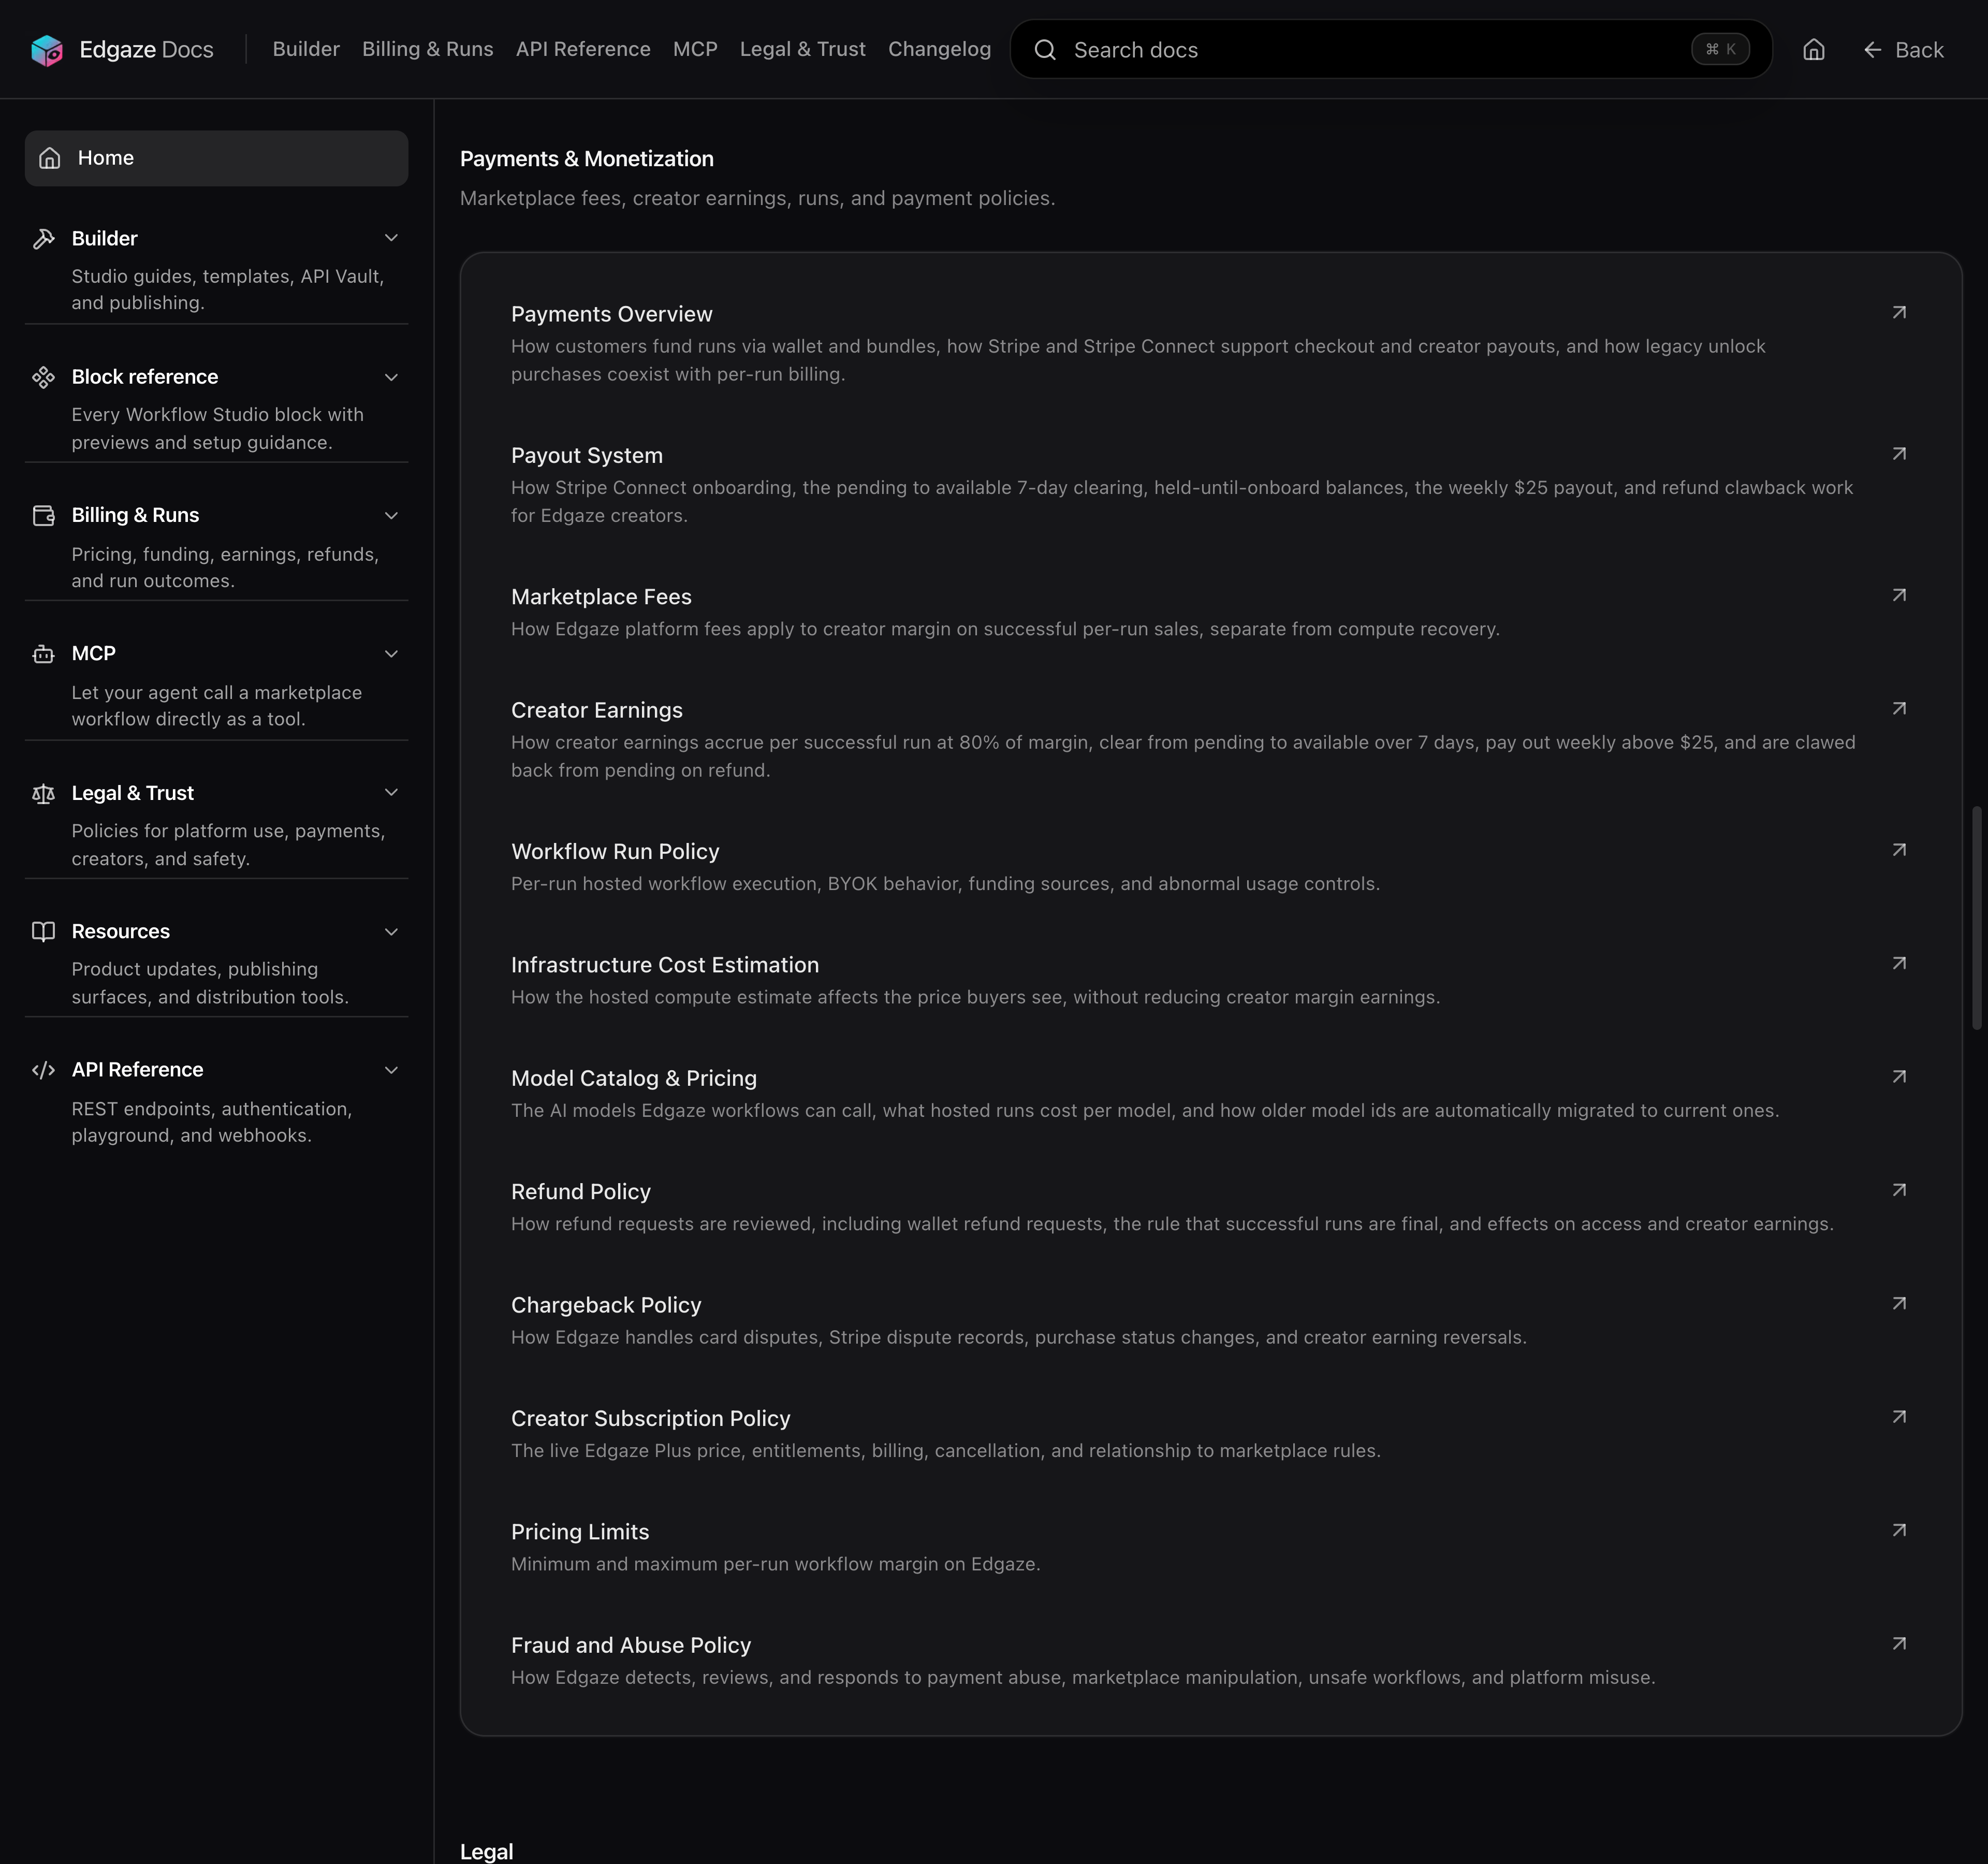 Edgaze Docs
Builder
Billing & Runs
API Reference
MCP
Legal & Trust
Changelog
Search docs
⌘ K
Back
Home
Builder
Studio guides, templates, API Vault,
and publishing.
Block reference
Every Workflow Studio block with
previews and setup guidance.
Billing & Runs
Pricing, funding, earnings, refunds,
and run outcomes.
MCP
Let your agent call a marketplace
workflow directly as a tool.
Legal & Trust
Policies for platform use, payments,
creators, and safety.
Resources
Product updates, publishing
surfaces, and distribution tools.
API Reference
REST endpoints, authentication,
playground, and webhooks.
Payments & Monetization
Marketplace fees, creator earnings, runs, and payment policies.
Payments Overview
How customers fund runs via wallet and bundles, how Stripe and Stripe Connect support checkout and creator payouts, and how legacy unlock
purchases coexist with per-run billing.
Payout System
How Stripe Connect onboarding, the pending to available 7-day clearing, held-until-onboard balances, the weekly $25 payout, and refund clawback work
for Edgaze creators.
Marketplace Fees
How Edgaze platform fees apply to creator margin on successful per-run sales, separate from compute recovery.
Creator Earnings
How creator earnings accrue per successful run at 80% of margin, clear from pending to available over 7 days, pay out weekly above $25, and are clawed
back from pending on refund.
Workflow Run Policy
Per-run hosted workflow execution, BYOK behavior, funding sources, and abnormal usage controls.
Infrastructure Cost Estimation
How the hosted compute estimate affects the price buyers see, without reducing creator margin earnings.
Model Catalog & Pricing
The AI models Edgaze workflows can call, what hosted runs cost per model, and how older model ids are automatically migrated to current ones.
Refund Policy
How refund requests are reviewed, including wallet refund requests, the rule that successful runs are final, and effects on access and creator earnings.
Chargeback Policy
How Edgaze handles card disputes, Stripe dispute records, purchase status changes, and creator earning reversals.
Creator Subscription Policy
The live Edgaze Plus price, entitlements, billing, cancellation, and relationship to marketplace rules.
Pricing Limits
Minimum and maximum per-run workflow margin on Edgaze.
Fraud and Abuse Policy
How Edgaze detects, reviews, and responds to payment abuse, marketplace manipulation, unsafe workflows, and platform misuse.
Legal